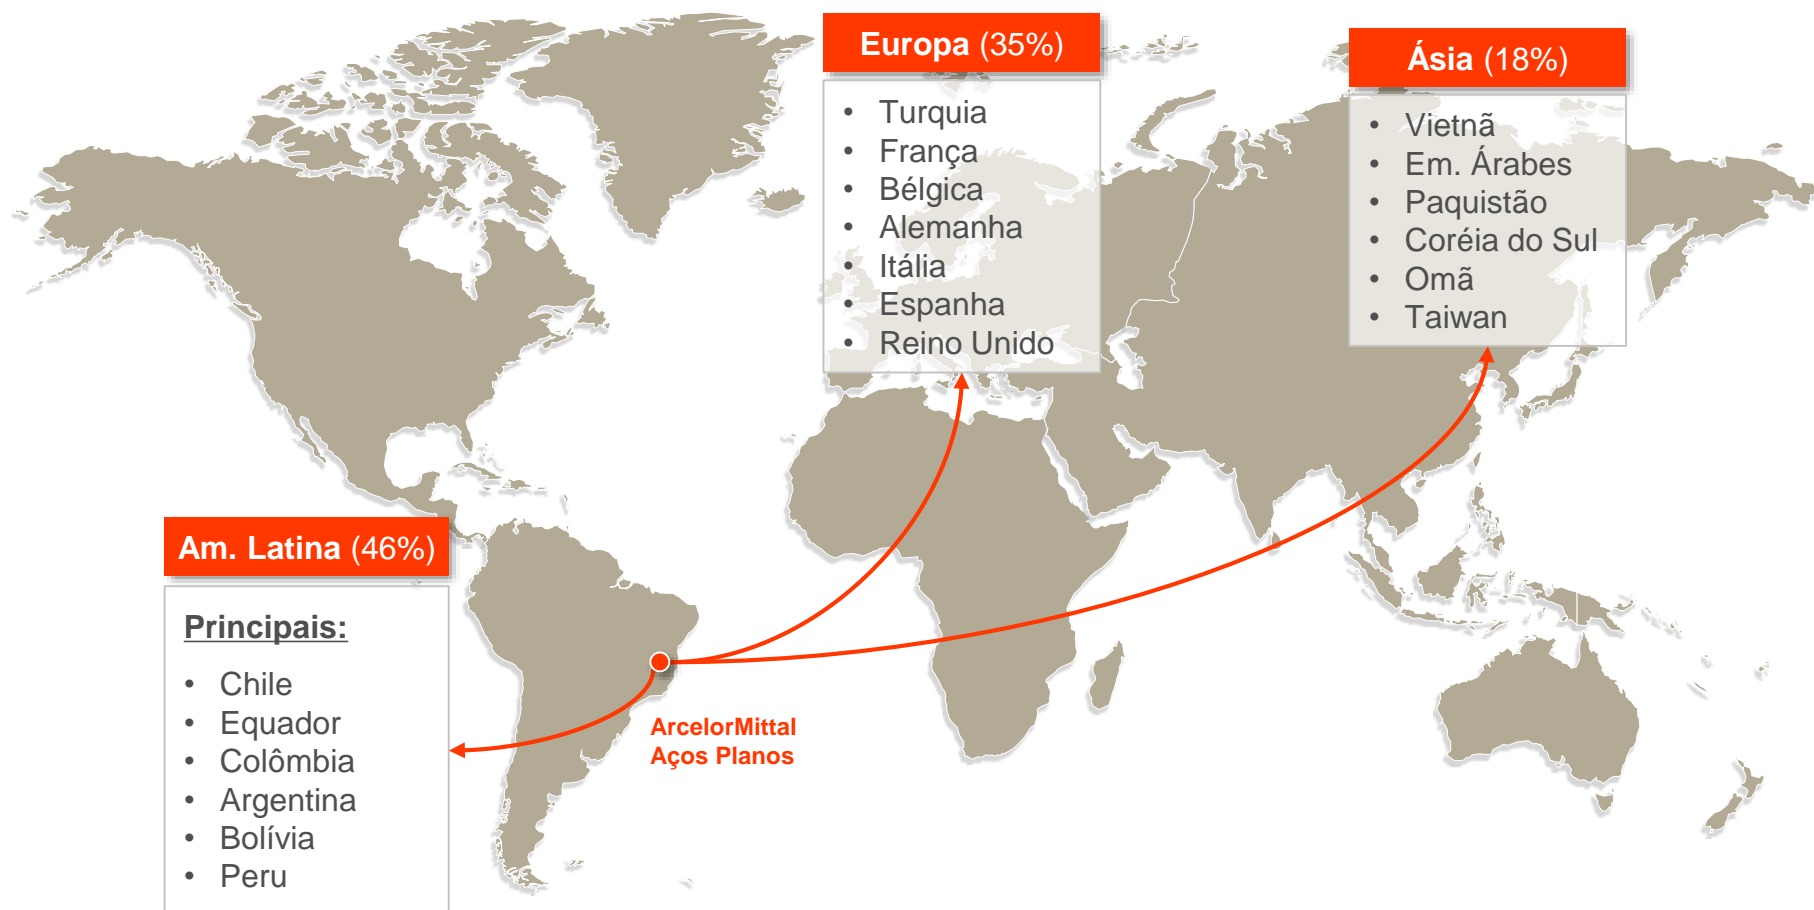 Europa (35%)
• Turquia
• França
• Bélgica
• Alemanha
• Itália
• Espanha
• Reino Unido
Ásia (18%)
• Vietnã
• Em. Árabes
• Paquistão
• Coréia do Sul
• Omã
• Taiwan
Am. Latina (46%)
Principais:
• Chile
• Equador
• Colômbia
• Argentina
• Bolívia
• Peru
ArcelorMittal
Aços Planos